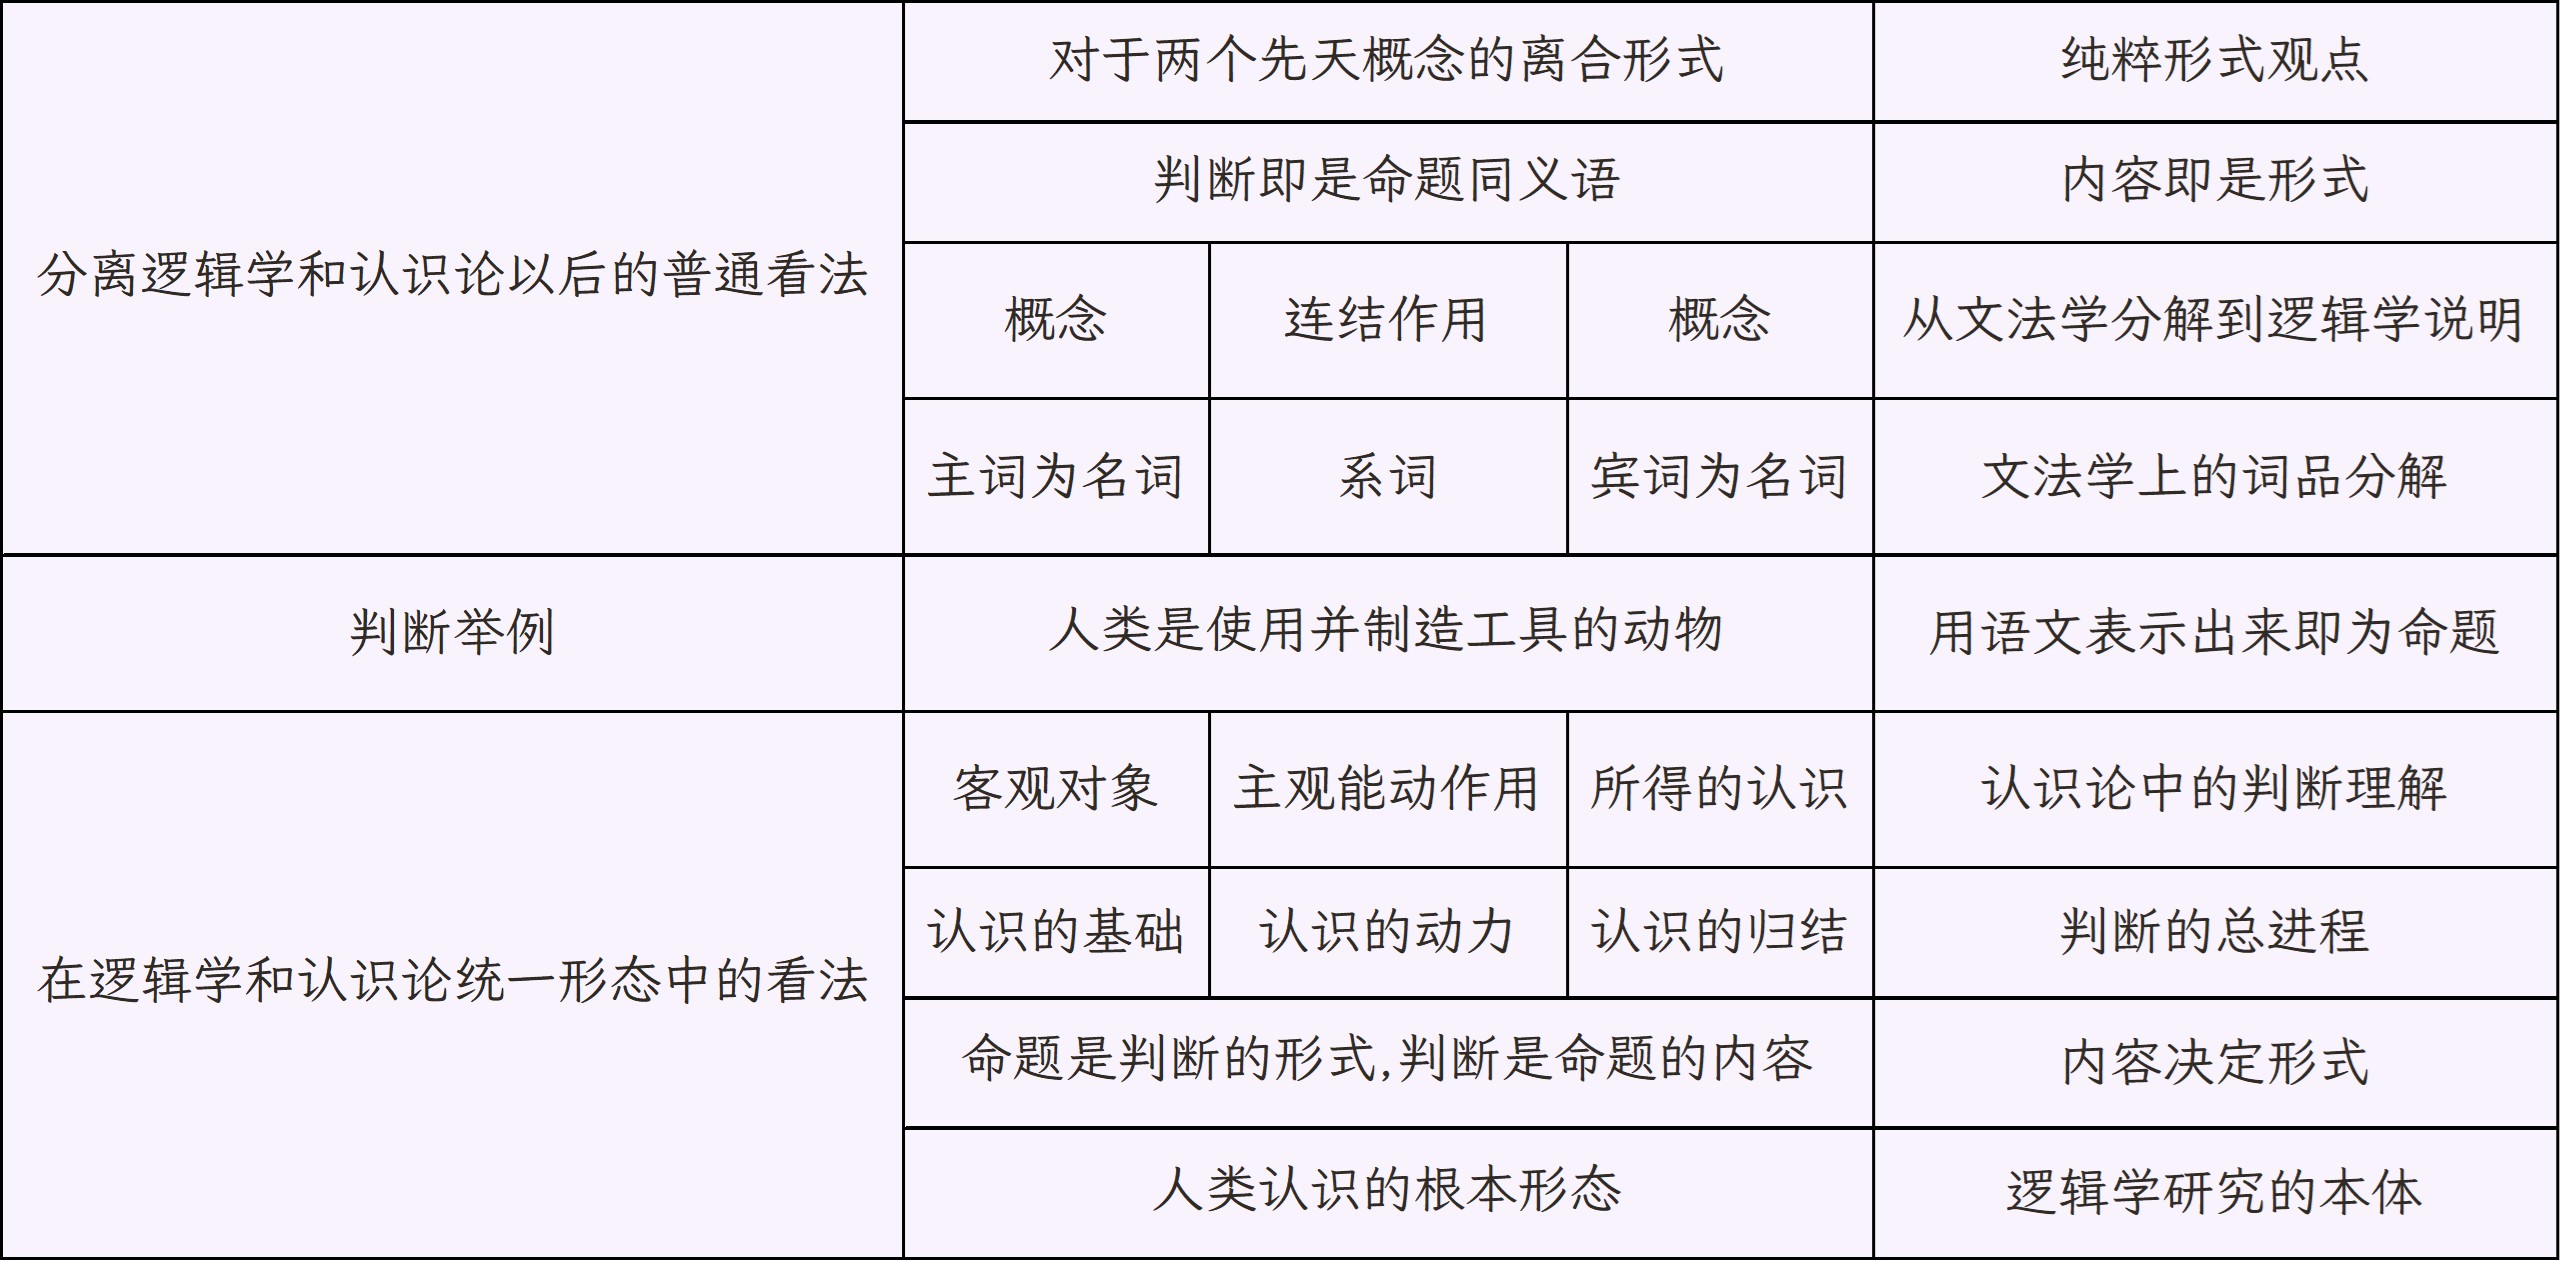 对于两个先天概念的离合形式
纯粹形式观点
判断即是命题同义语
内容即是形式
分离逻辑学和认识论以后的普通看法
概念
连结作用
概念
从文法学分解到逻辑学说明
主词为名词
系词
宾词为名词
文法学上的词品分解
判断举例
人类是使用并制造工具的动物
用语文表示出来即为命题
客观对象
主观能动作用
所得的认识
认识论中的判断理解
认识的基础
认识的动力
认识的归结
判断的总进程
在逻辑学和认识论统一形态中的看法
命题是判断的形式,判断是命题的内容
内容决定形式
人类认识的根本形态
逻辑学研究的本体